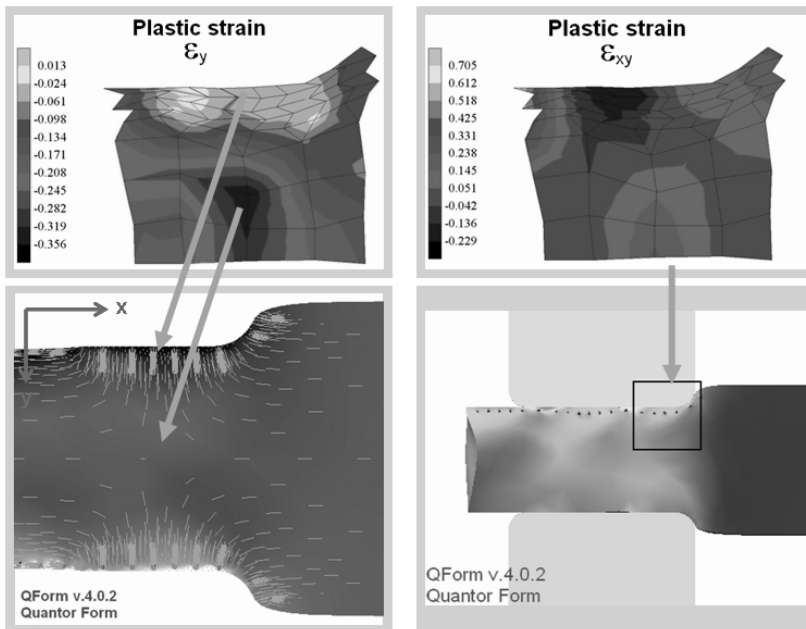 Plastic strain
εy
0.013
-0.024
-0.061
-0.098
-0.134
-0.171
-0.208
-0.245
-0.282
-0.319
-0.356
Plastic strain
εxy
0.705
0.612
0.518
0.425
0.331
0.238
0.145
0.051
-0.042
-0.136
-0.229
x
y
QForm v.4.0.2
Quantor Form
QForm v.4.0.2
Quantor Form